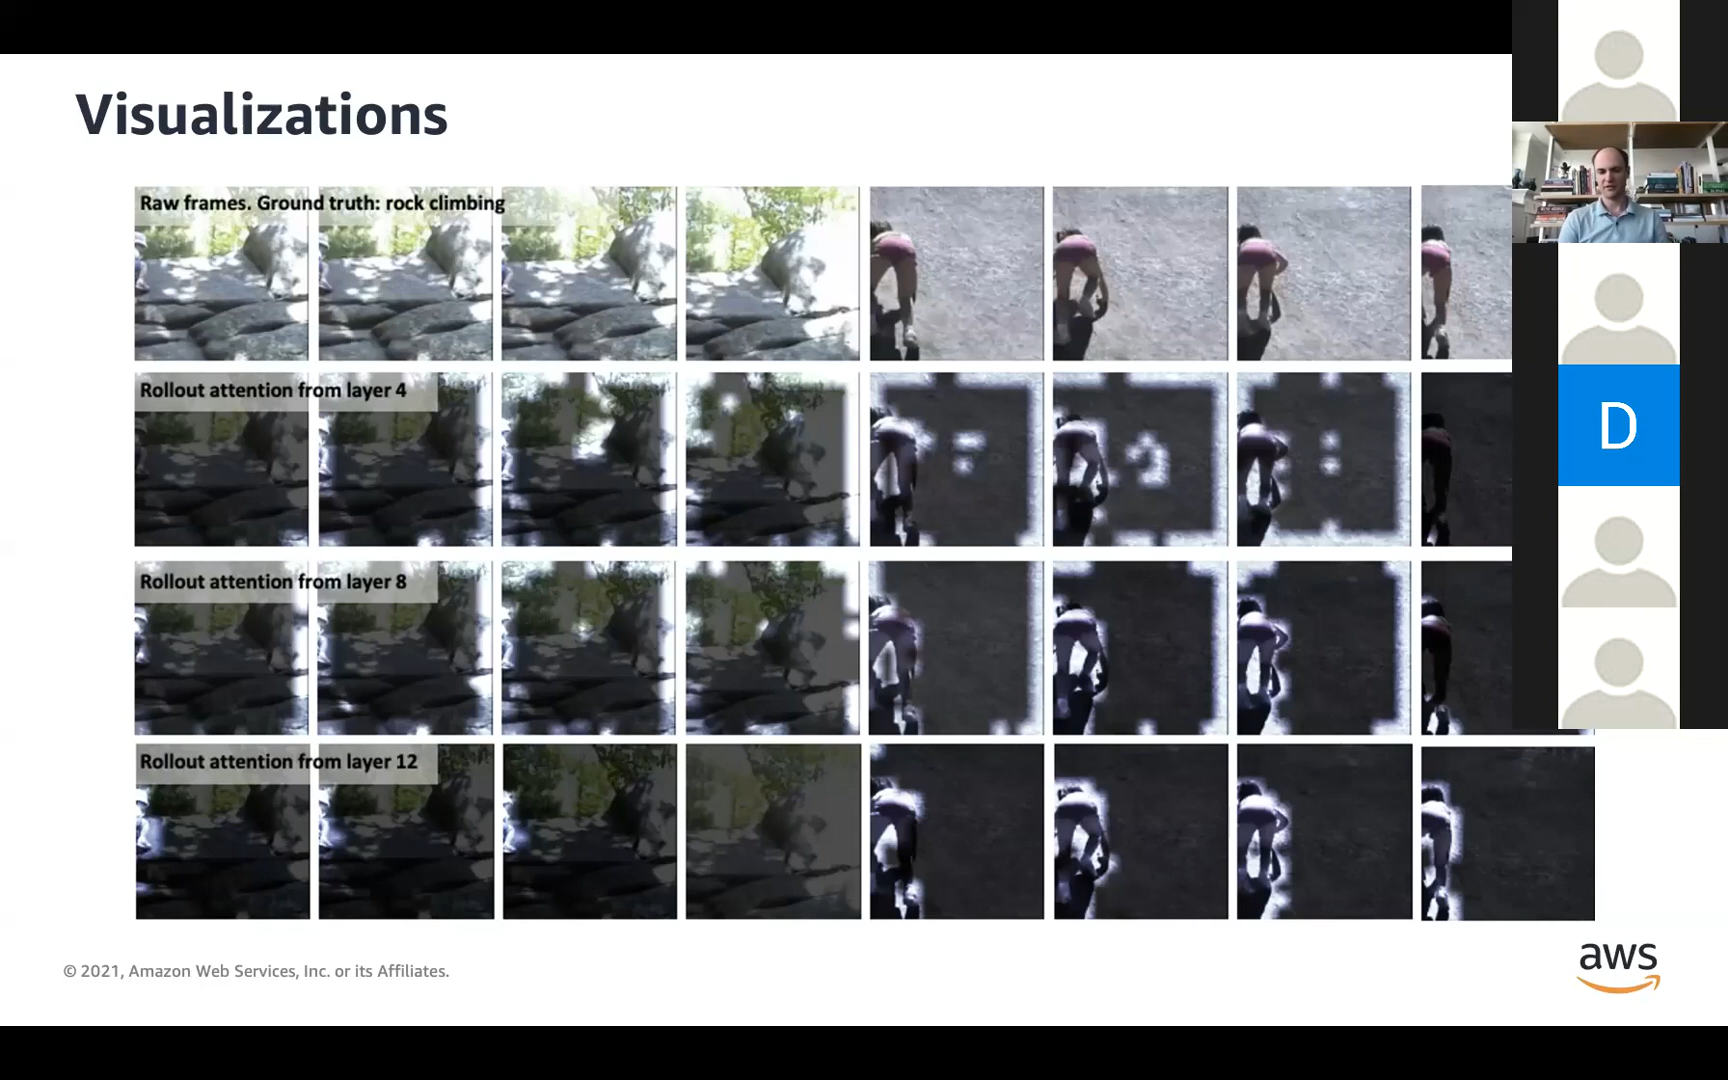 Visualizations
Raw frames. Ground truth: rock climbing
Rollout attention from layer 4
Rollout attention from layer 8
Rollout attention from layer 12
D
© 2021, Amazon Web Services, Inc. or its Affiliates.
aws